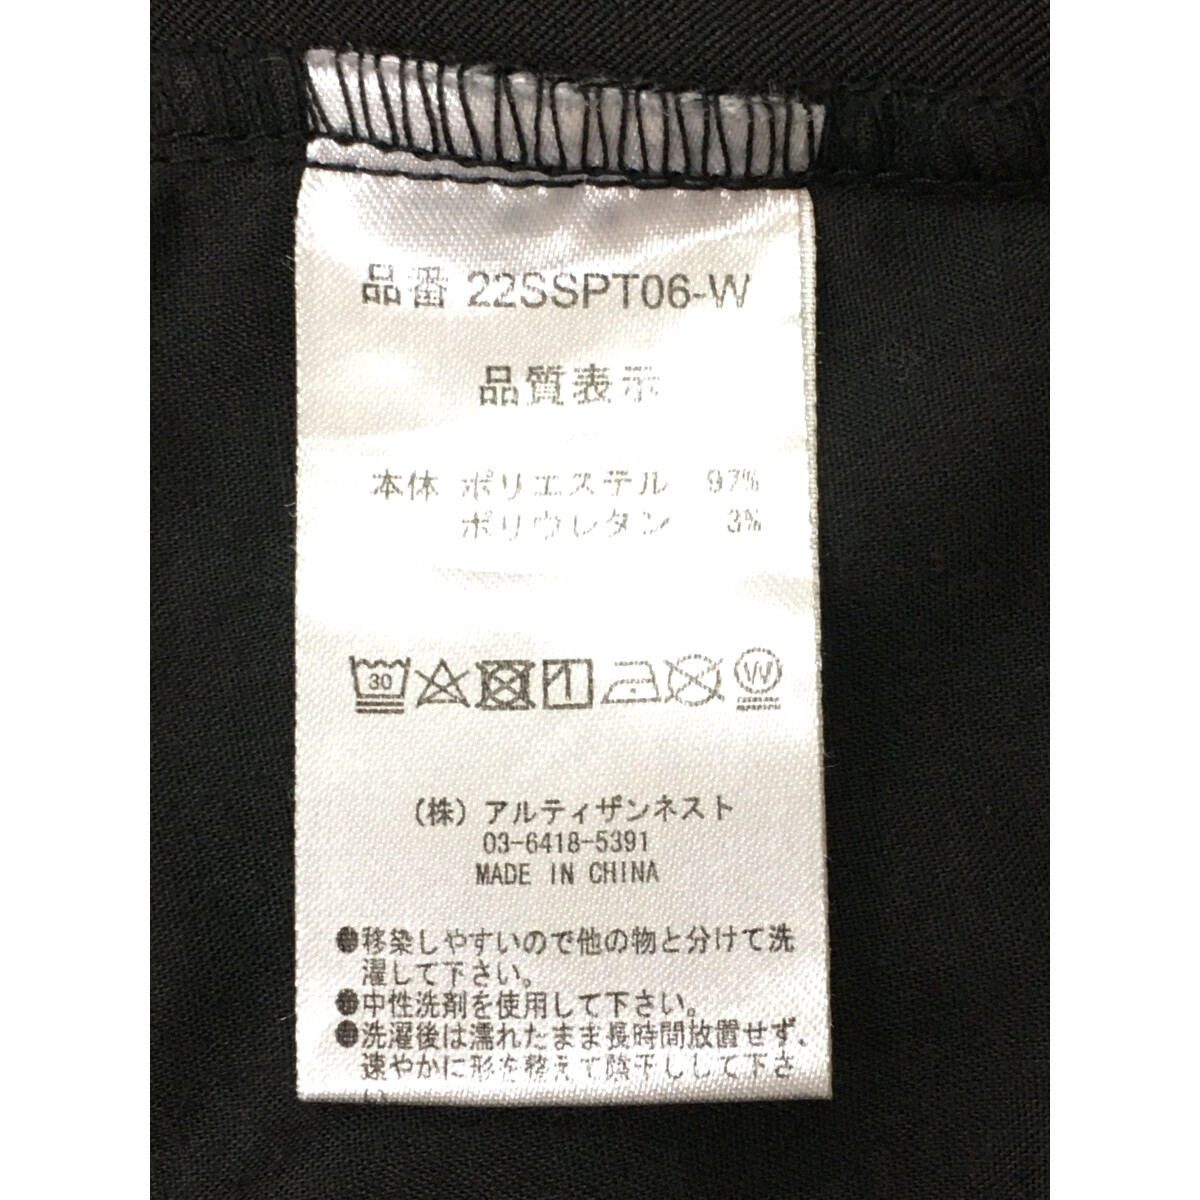 品番 22SSPT06-W
品質表示
本体 ポリエステル 97%
ポリウレタン 3%
30 1 W
(株) アルティザンネスト
03-6418-5391
MADE IN CHINA
●移染しやすいので他の物と分けて洗
濯して下さい。
●中性洗剤を使用して下さい。
●洗濯後は濡れたまま長時間放置せず、
速やかに形を整えて陰干しして下さ
い